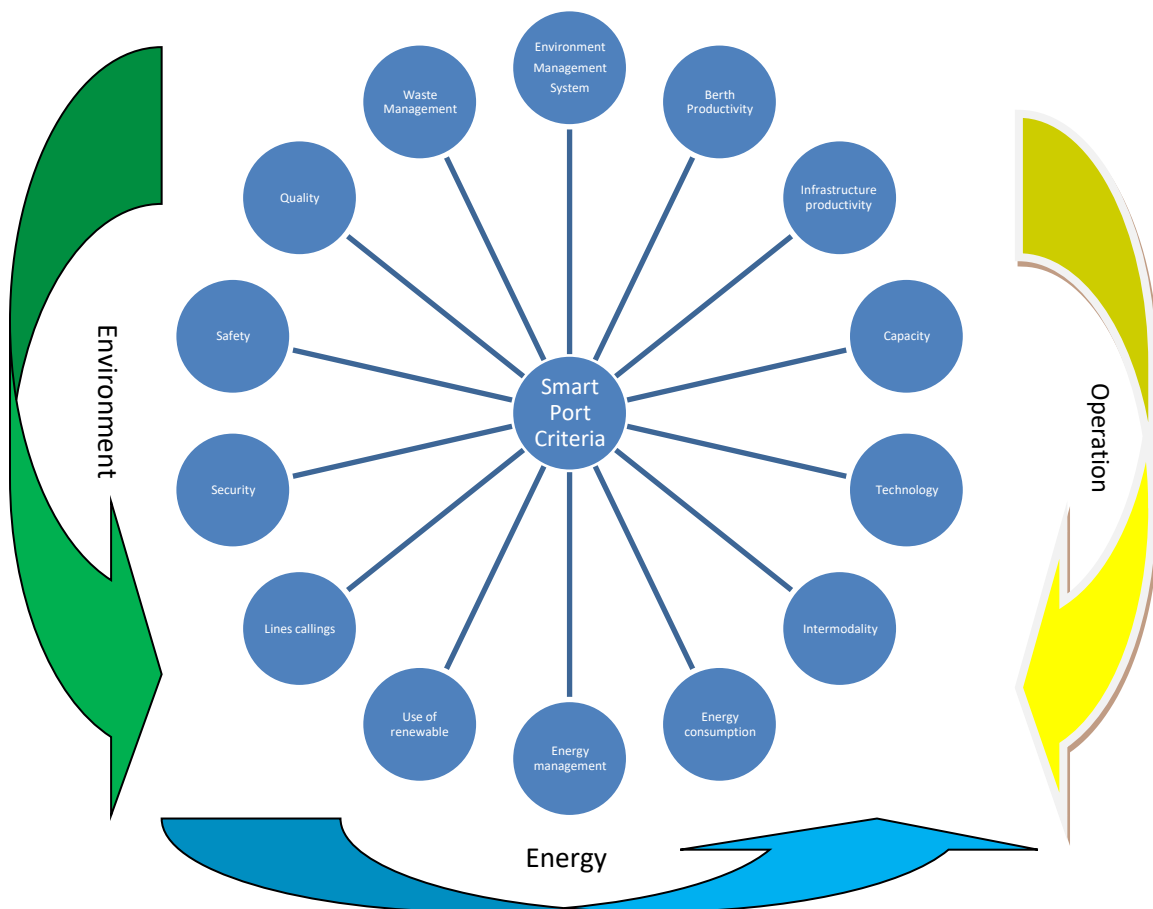 Environment
Management
System
Berth
Productivity
Infrastructure
productivity
Capacity
Technology
Intermodality
Energy
consumption
Energy
management
Use of
renewable
Lines callings
Security
Safety
Quality
Waste
Management
Smart
Port
Criteria
Environment
Operation
Energy